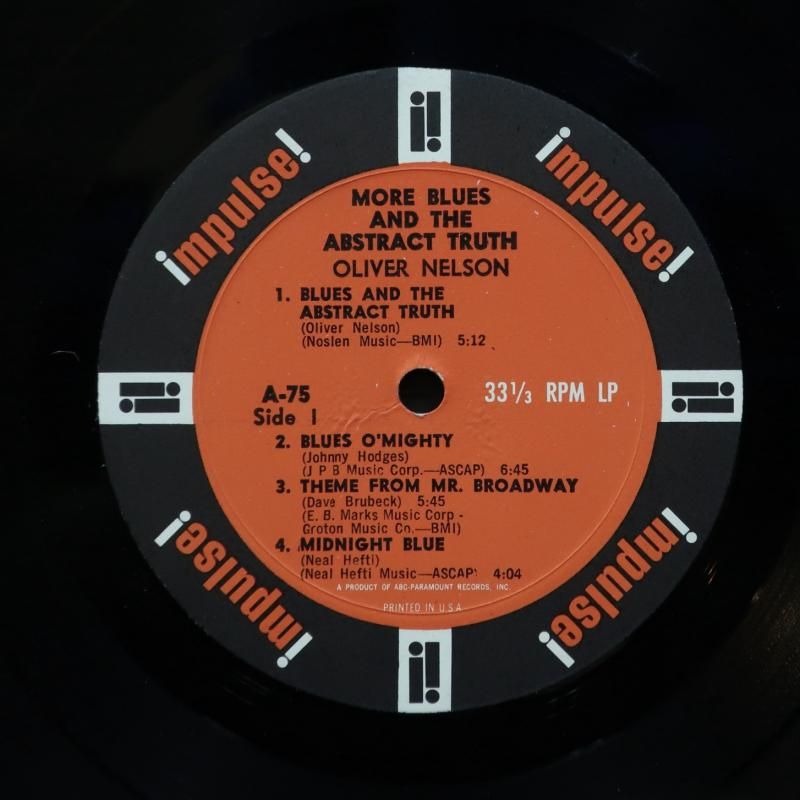 impulse!
impulse!
MORE BLUES
AND THE
ABSTRACT TRUTH
OLIVER NELSON
1. BLUES AND THE
ABSTRACT TRUTH
(Oliver Nelson)
(Noslen Music—BMI) 5:12
A-75
Side 1
33⅓ RPM LP
2. BLUES O'MIGHTY
(Johnny Hodges)
(J P B Music Corp.—ASCAP) 6:45
3. THEME FROM MR. BROADWAY
(Dave Brubeck) 5:45
(E. B. Marks Music Corp -
Groton Music Co.—BMI)
4. MIDNIGHT BLUE
(Neal Hefti)
(Neal Hefti Music—ASCAP) 4:04
A PRODUCT OF ABC-PARAMOUNT RECORDS, INC.
PRINTED IN U.S.A
impulse!
impulse!